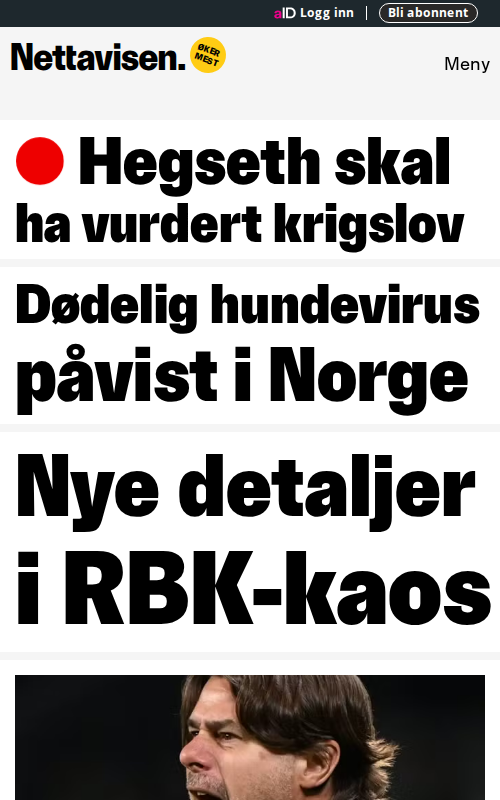 aID Logg inn
Bli abonnent
Nettavisen.
ØKER
MEST
Meny
Hegseth skal
ha vurdert krigslov
Dødelig hundevirus
påvist i Norge
Nye detaljer
i RBK-kaos